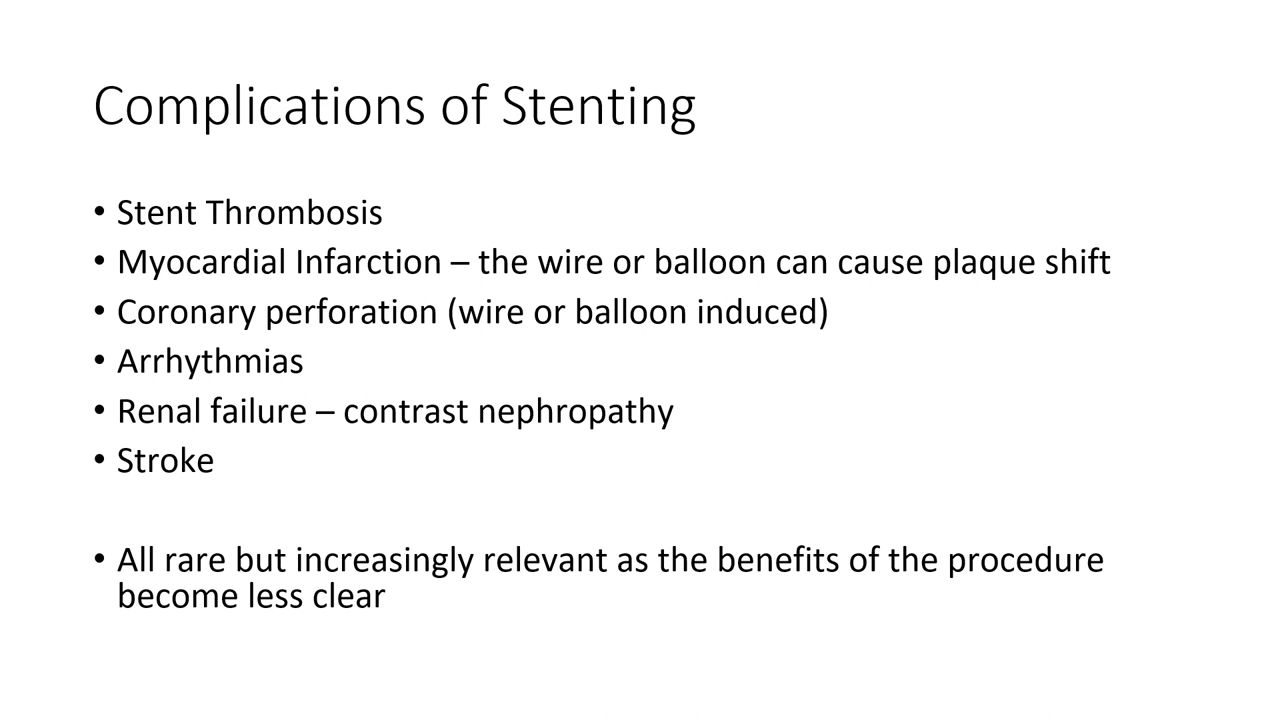 Complications of Stenting
• Stent Thrombosis
• Myocardial Infarction – the wire or balloon can cause plaque shift
• Coronary perforation (wire or balloon induced)
• Arrhythmias
• Renal failure – contrast nephropathy
• Stroke
• All rare but increasingly relevant as the benefits of the procedure
become less clear